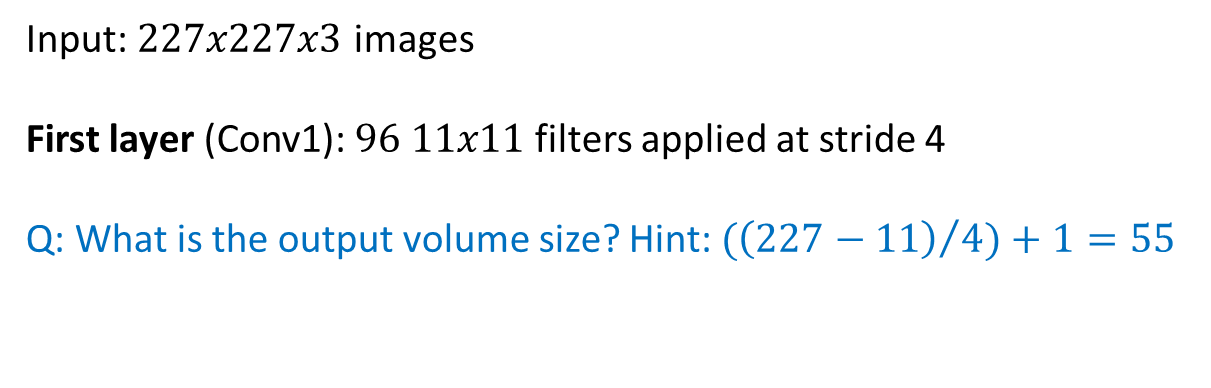 Input: 227x227x3 images
First layer (Conv1): 96 11x11 filters applied at stride 4
Q: What is the output volume size? Hint: ((227 − 11)/4) + 1 = 55